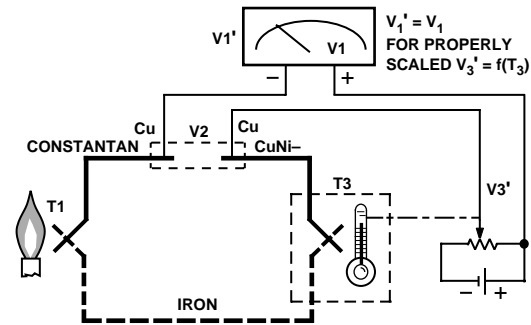 V1'
V1
– +
V₁' = V₁
FOR PROPERLY
SCALED V₃' = f(T₃)
Cu
V2
Cu
CONSTANTAN
CuNi–
T1
T3
V3'
IRON
– +